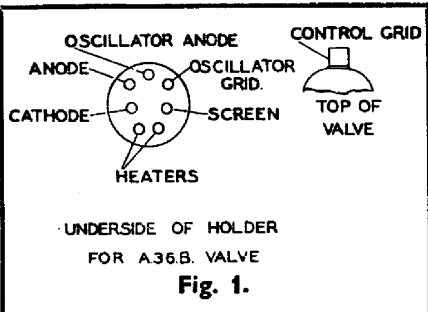 OSCILLATOR ANODE
ANODE
OSCILLATOR
GRID.
CATHODE
SCREEN
HEATERS
CONTROL GRID
TOP OF
VALVE
UNDERSIDE OF HOLDER
FOR A.36.B. VALVE
Fig. 1.